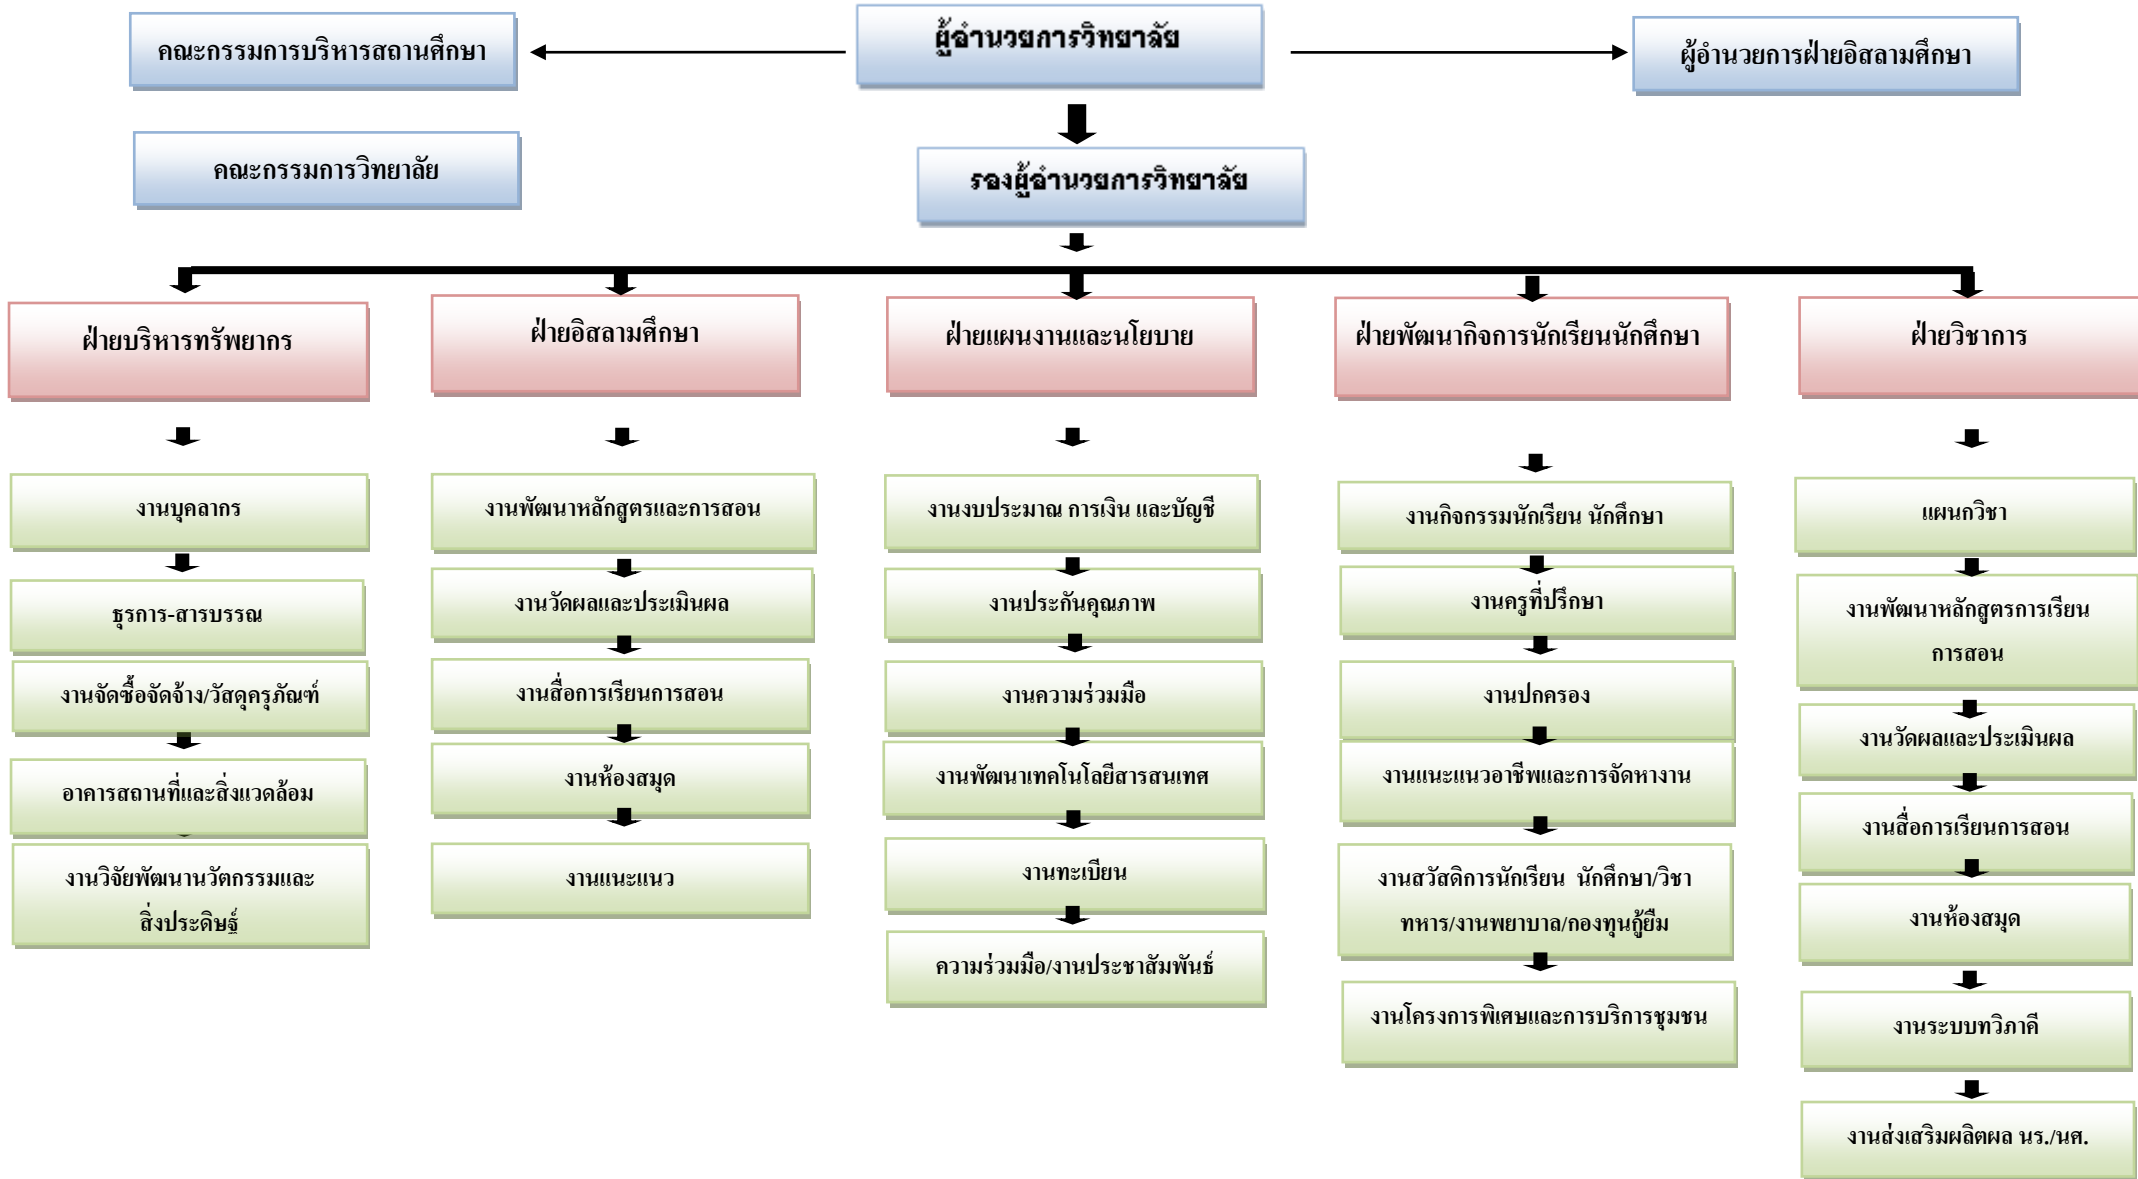 ผู้อำนวยการวิทยาลัย
คณะกรรมการบริหารสถานศึกษา
ผู้อำนวยการฝ่ายอิสลามศึกษา
คณะกรรมการวิทยาลัย
รองผู้อำนวยการวิทยาลัย
ฝ่ายบริหารทรัพยากร
ฝ่ายอิสลามศึกษา
ฝ่ายแผนงานและนโยบาย
ฝ่ายพัฒนากิจการนักเรียนนักศึกษา
ฝ่ายวิชาการ
งานบุคลากร
ธุรการ-สารบรรณ
งานจัดซื้อจัดจ้าง/วัสดุครุภัณฑ์
อาคารสถานที่และสิ่งแวดล้อม
งานวิจัยพัฒนานวัตกรรมและ
สิ่งประดิษฐ์
งานพัฒนาหลักสูตรและการสอน
งานวัดผลและประเมินผล
งานสื่อการเรียนการสอน
งานห้องสมุด
งานแนะแนว
งานงบประมาณ การเงิน และบัญชี
งานประกันคุณภาพ
งานความร่วมมือ
งานพัฒนาเทคโนโลยีสารสนเทศ
งานทะเบียน
ความร่วมมือ/งานประชาสัมพันธ์
งานกิจกรรมนักเรียน นักศึกษา
งานครูที่ปรึกษา
งานปกครอง
งานแนะแนวอาชีพและการจัดหางาน
งานสวัสดิการนักเรียน นักศึกษา/วิชา
ทหาร/งานพยาบาล/กองทุนกู้ยืม
งานโครงการพิเศษและการบริการชุมชน
แผนกวิชา
งานพัฒนาหลักสูตรการเรียน
การสอน
งานวัดผลและประเมินผล
งานสื่อการเรียนการสอน
งานห้องสมุด
งานระบบทวิภาคี
งานส่งเสริมผลิตผล นร./นศ.